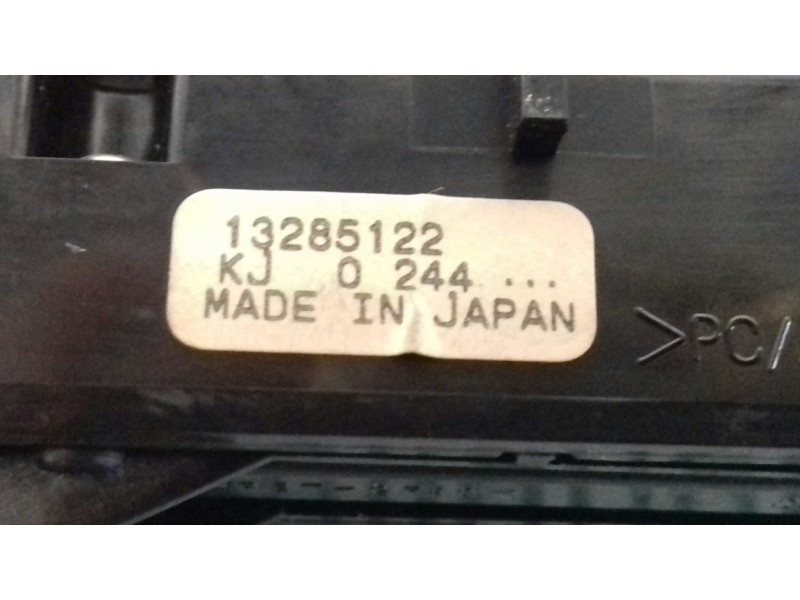 13285122
KJ 0 244 ...
MADE IN JAPAN
>PC/